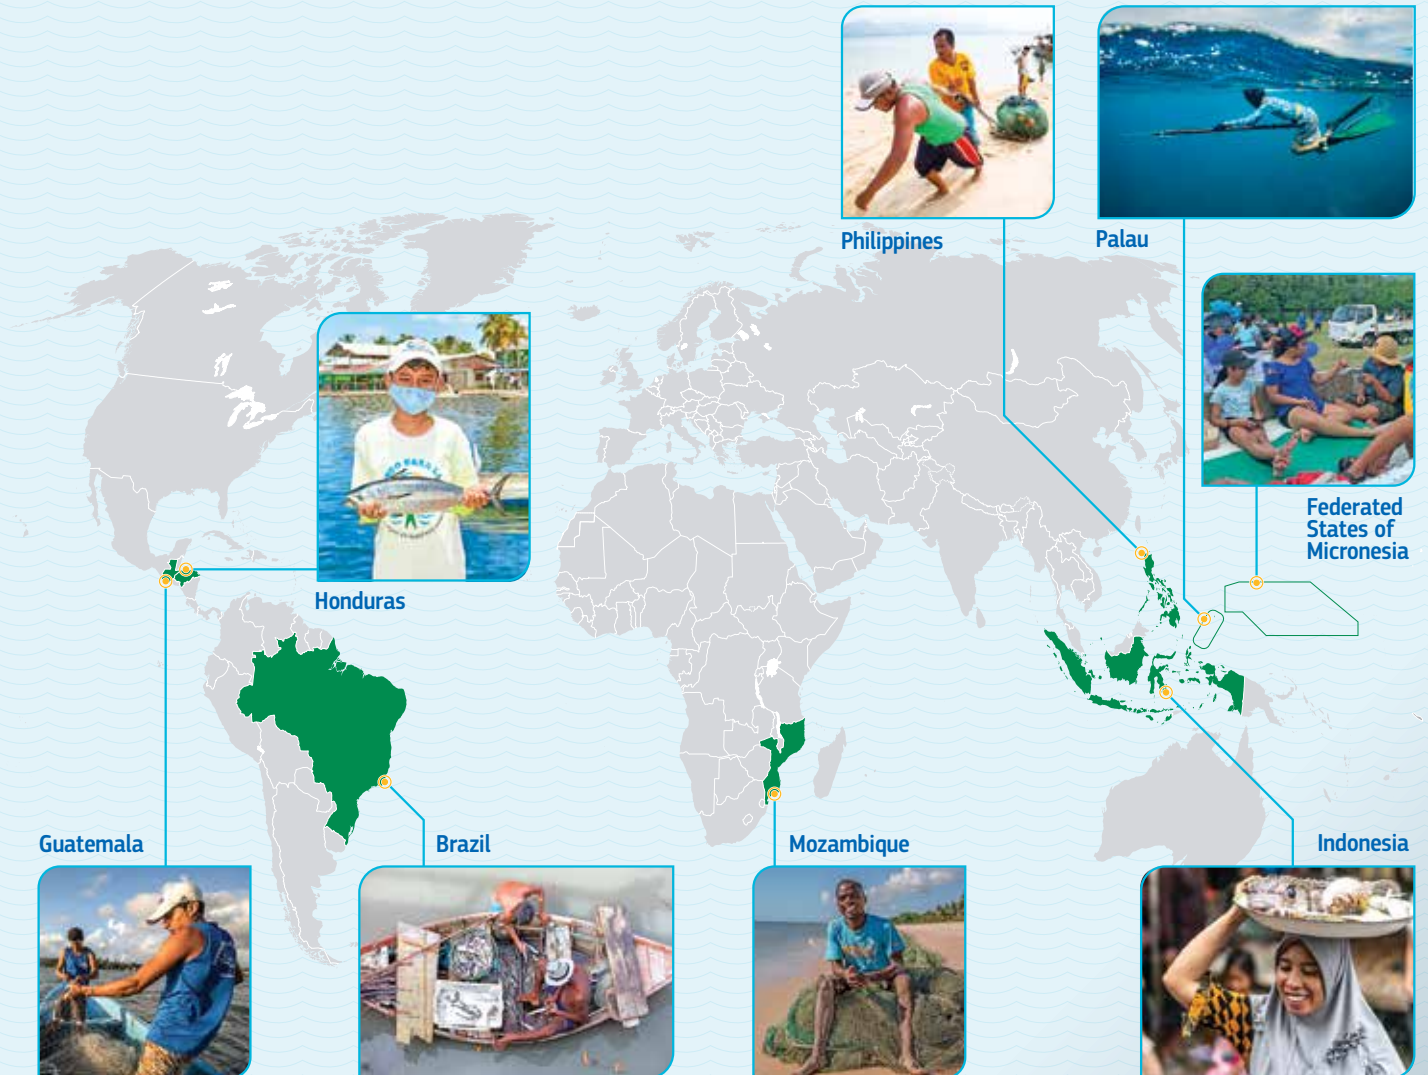 Philippines
Palau
Federated
States of
Micronesia
Honduras
Guatemala
Brazil
Mozambique
Indonesia